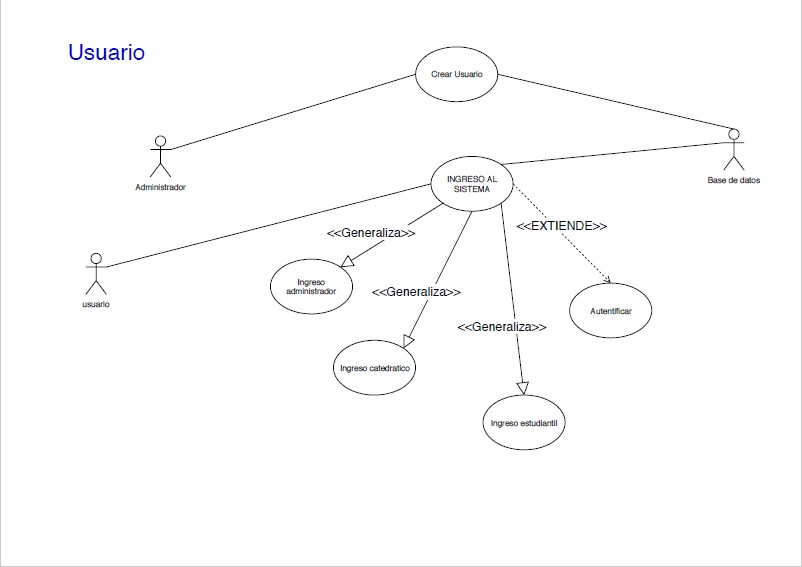 Usuario
Crear Usuario
Administrador
Base de datos
INGRESO AL
SISTEMA
<<Generaliza>>
<<EXTIENDE>>
usuario
Ingreso
administrador
<<Generaliza>>
Autentificar
<<Generaliza>>
Ingreso catedratico
Ingreso estudiantil